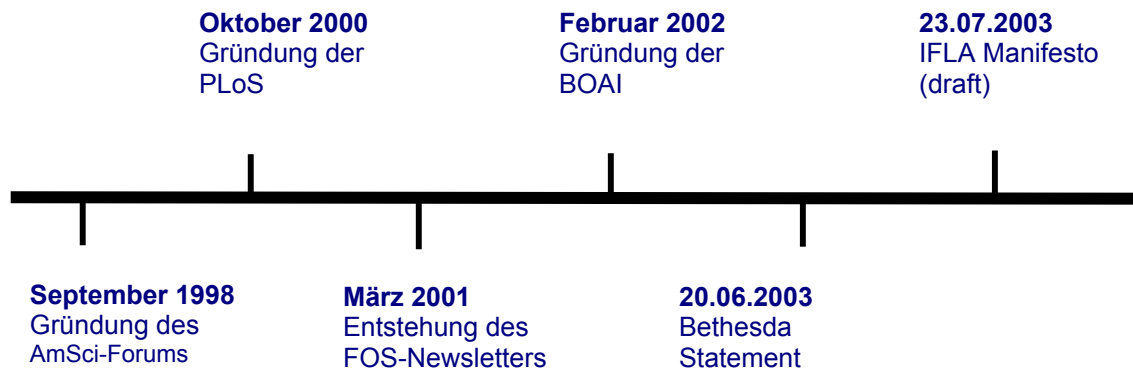 Oktober 2000
Gründung der
PLoS
Februar 2002
Gründung der
BOAI
23.07.2003
IFLA Manifesto
(draft)
September 1998
Gründung des
AmSci-Forums
März 2001
Entstehung des
FOS-Newsletters
20.06.2003
Bethesda
Statement